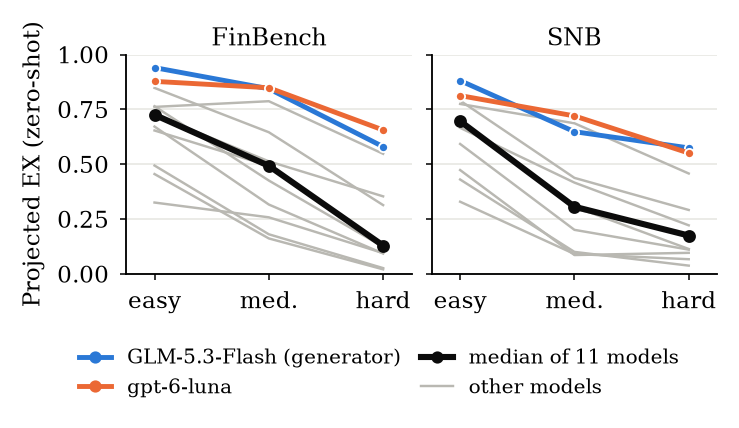 FinBench
SNB
Projected EX (zero-shot)
1.00
0.75
0.50
0.25
0.00
easy med. hard
easy med. hard
GLM-5.3-Flash (generator)
gpt-6-luna
median of 11 models
other models